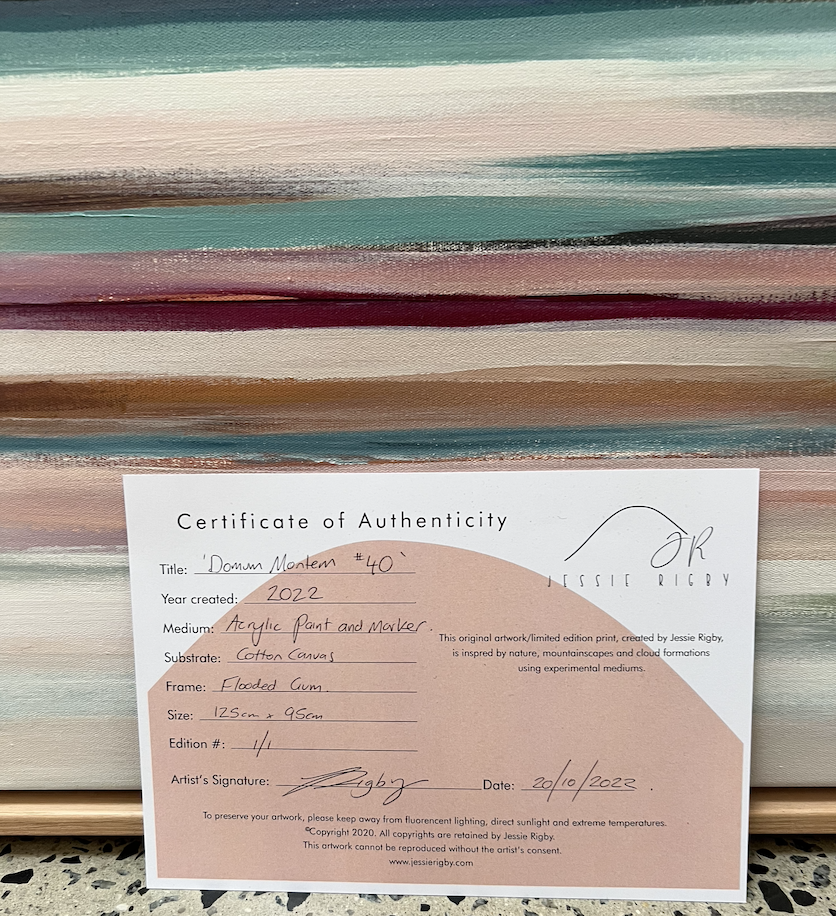 Certificate of Authenticity
JR
JESSIE RIGBY
Title: 'Domum Montem #40'
Year created: 2022
Medium: Acrylic Paint and Marker.
Substrate: Cotton Canvas
Frame: Flooded Gum.
Size: 125cm x 95cm
Edition #: 1/1
This original artwork/limited edition print, created by Jessie Rigby,
is inspred by nature, mountainscapes and cloud formations
using experimental mediums.
Artist's Signature: JRigby Date: 20/10/2022.
To preserve your artwork, please keep away from fluorencent lighting, direct sunlight and extreme temperatures.
©Copyright 2020. All copyrights are retained by Jessie Rigby.
This artwork cannot be reproduced without the artist's consent.
www.jessierigby.com